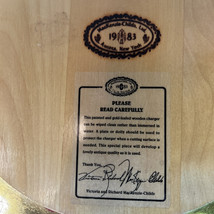 MacKenzie-Childs, Ltd.
1983
Aurora, New York
PLEASE
READ CAREFULLY
This painted and gold-leafed wooden charger
can be wiped clean rather than immersed in
water. A plate or doily should be used to
protect the charger when a cutting surface is
needed. This special piece will develop a
lovely antique quality as it is used.
Thank You,
Victoria and Richard MacKenzie-Childs